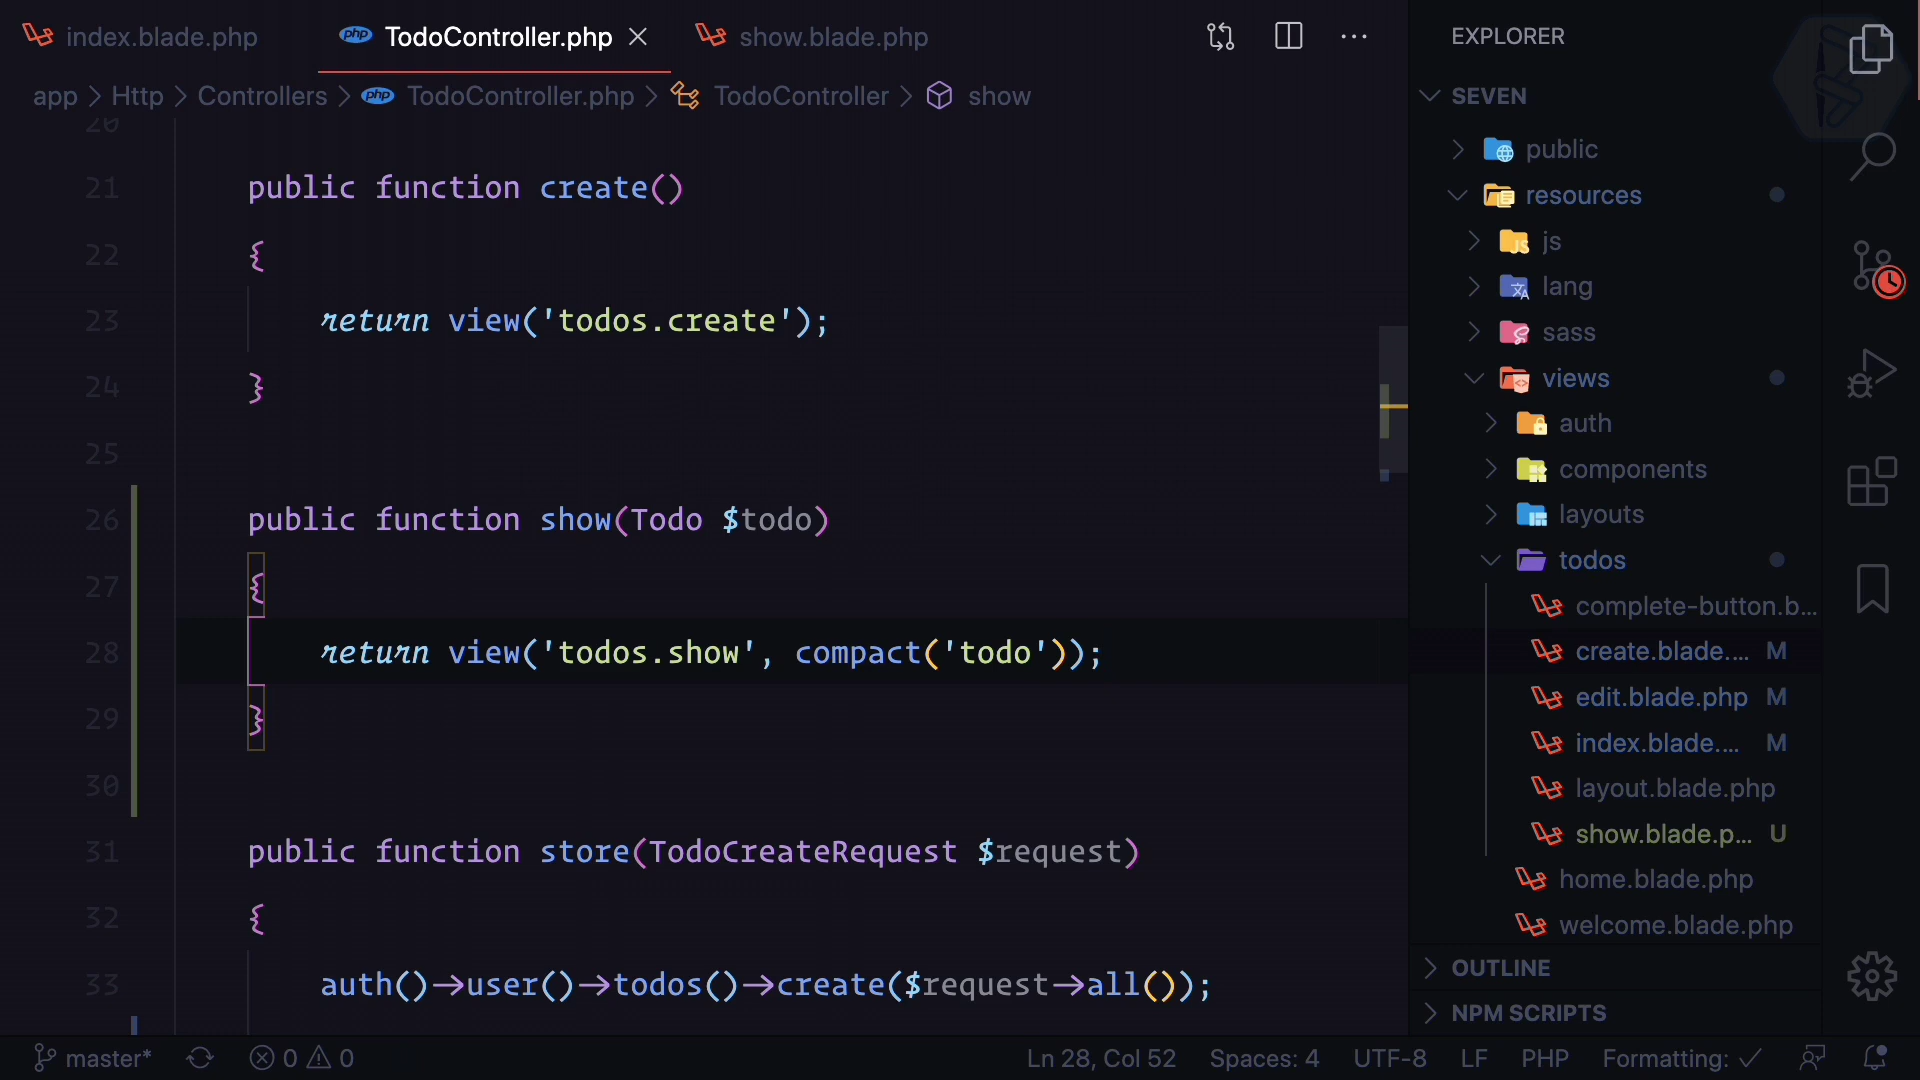 index.blade.php
php TodoController.php
show.blade.php
app > Http > Controllers > php TodoController.php > TodoController > show
20
21 public function create()
22 {
23 return view('todos.create');
24 }
25
26 public function show(Todo $todo)
27 {
28 return view('todos.show', compact('todo'));
29 }
30
31 public function store(TodoCreateRequest $request)
32 {
33 auth()->user()->todos()->create($request->all());
EXPLORER
SEVEN
public
resources
js
lang
sass
views
auth
components
layouts
todos
complete-button.b...
create.blade.... M
edit.blade.php M
index.blade.... M
layout.blade.php
show.blade.p... U
home.blade.php
welcome.blade.php
OUTLINE
NPM SCRIPTS
master* 0 0 Ln 28, Col 52 Spaces: 4 UTF-8 LF PHP Formatting: ✓